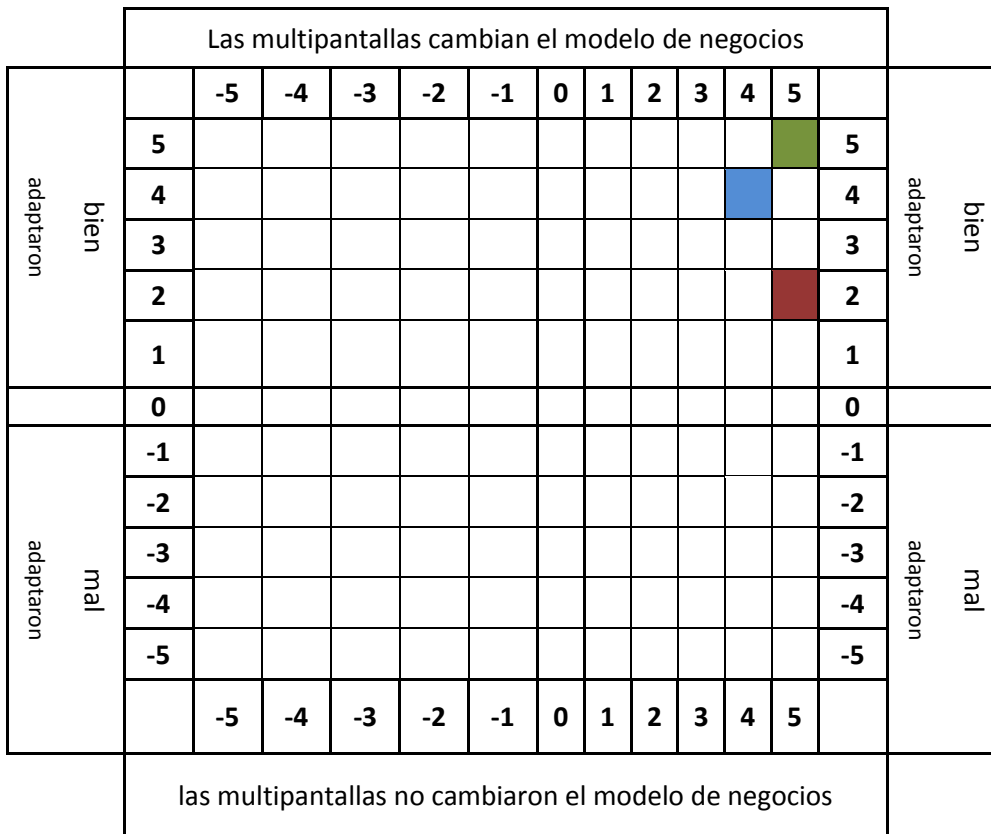 Las multipantallas cambian el modelo de negocios
-5 -4 -3 -2 -1 0 1 2 3 4 5
bien
adaptaron
5 5
4 4
3 3
2 2
1 1
bien
adaptaron
0 0
mal
adaptaron
-1 -1
-2 -2
-3 -3
-4 -4
-5 -5
mal
adaptaron
-5 -4 -3 -2 -1 0 1 2 3 4 5
las multipantallas no cambiaron el modelo de negocios